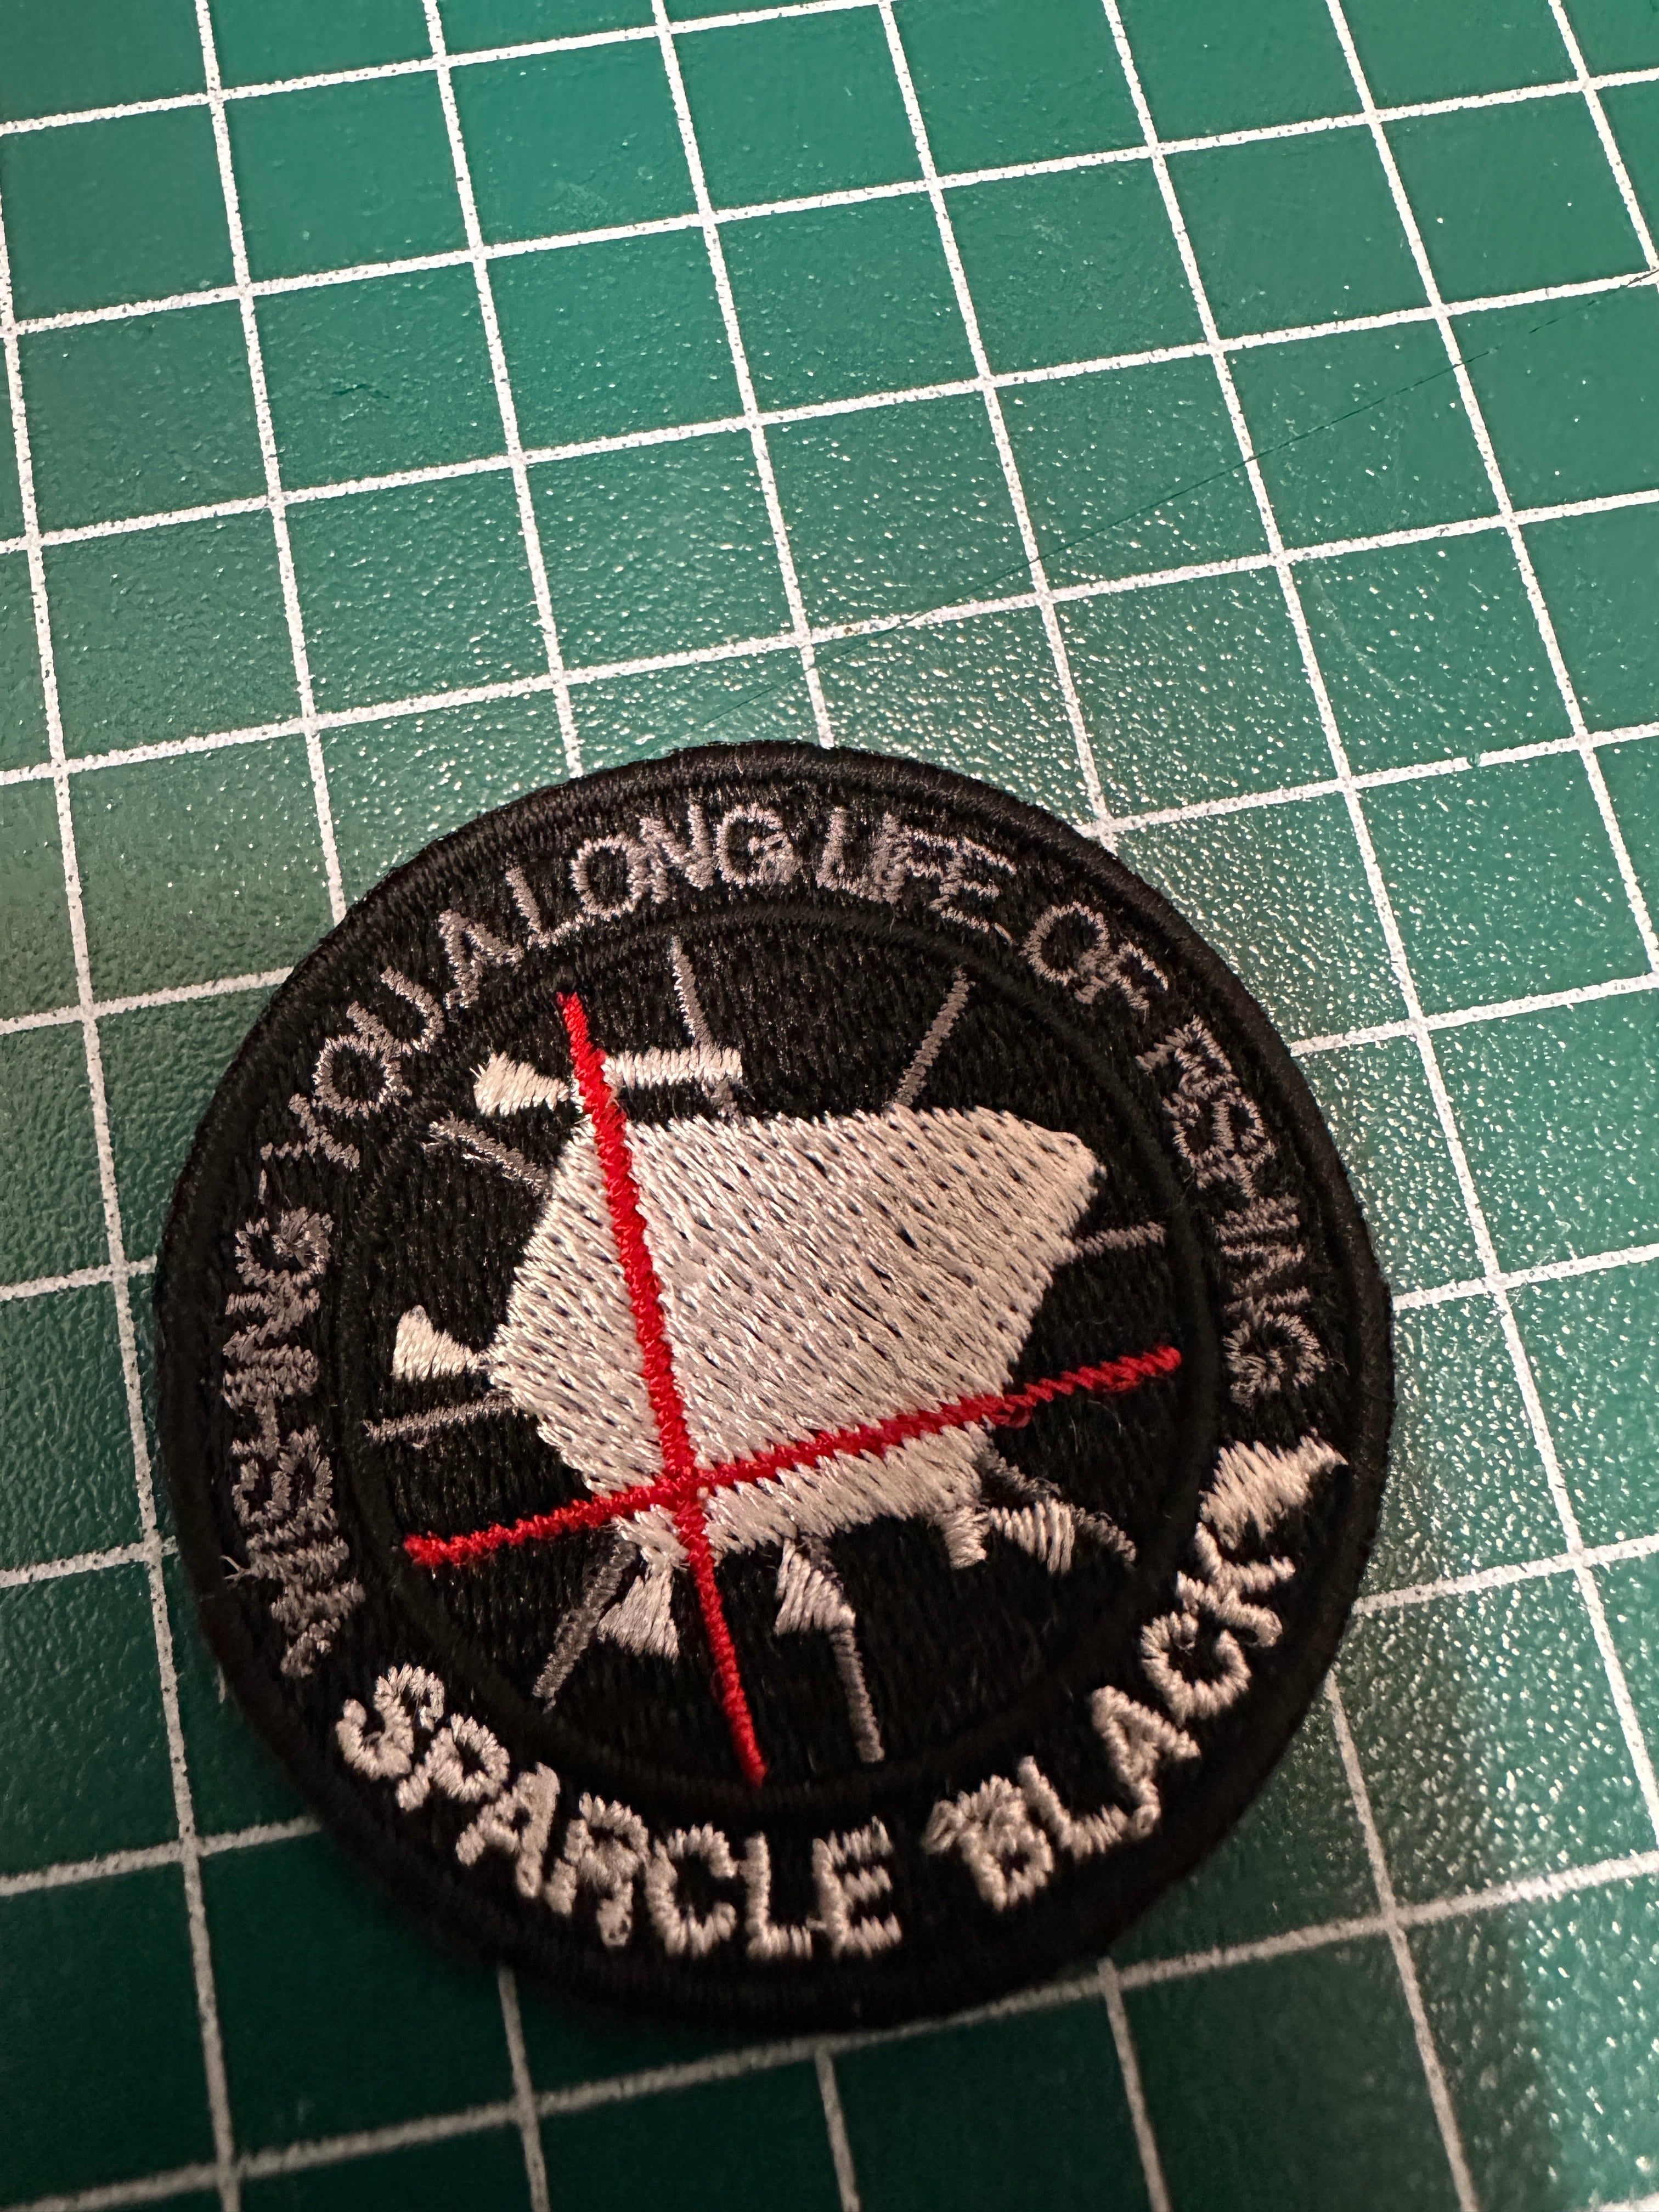 WISHING YOU A LONG LIFE OF FISHING
SPARCLE BLACK